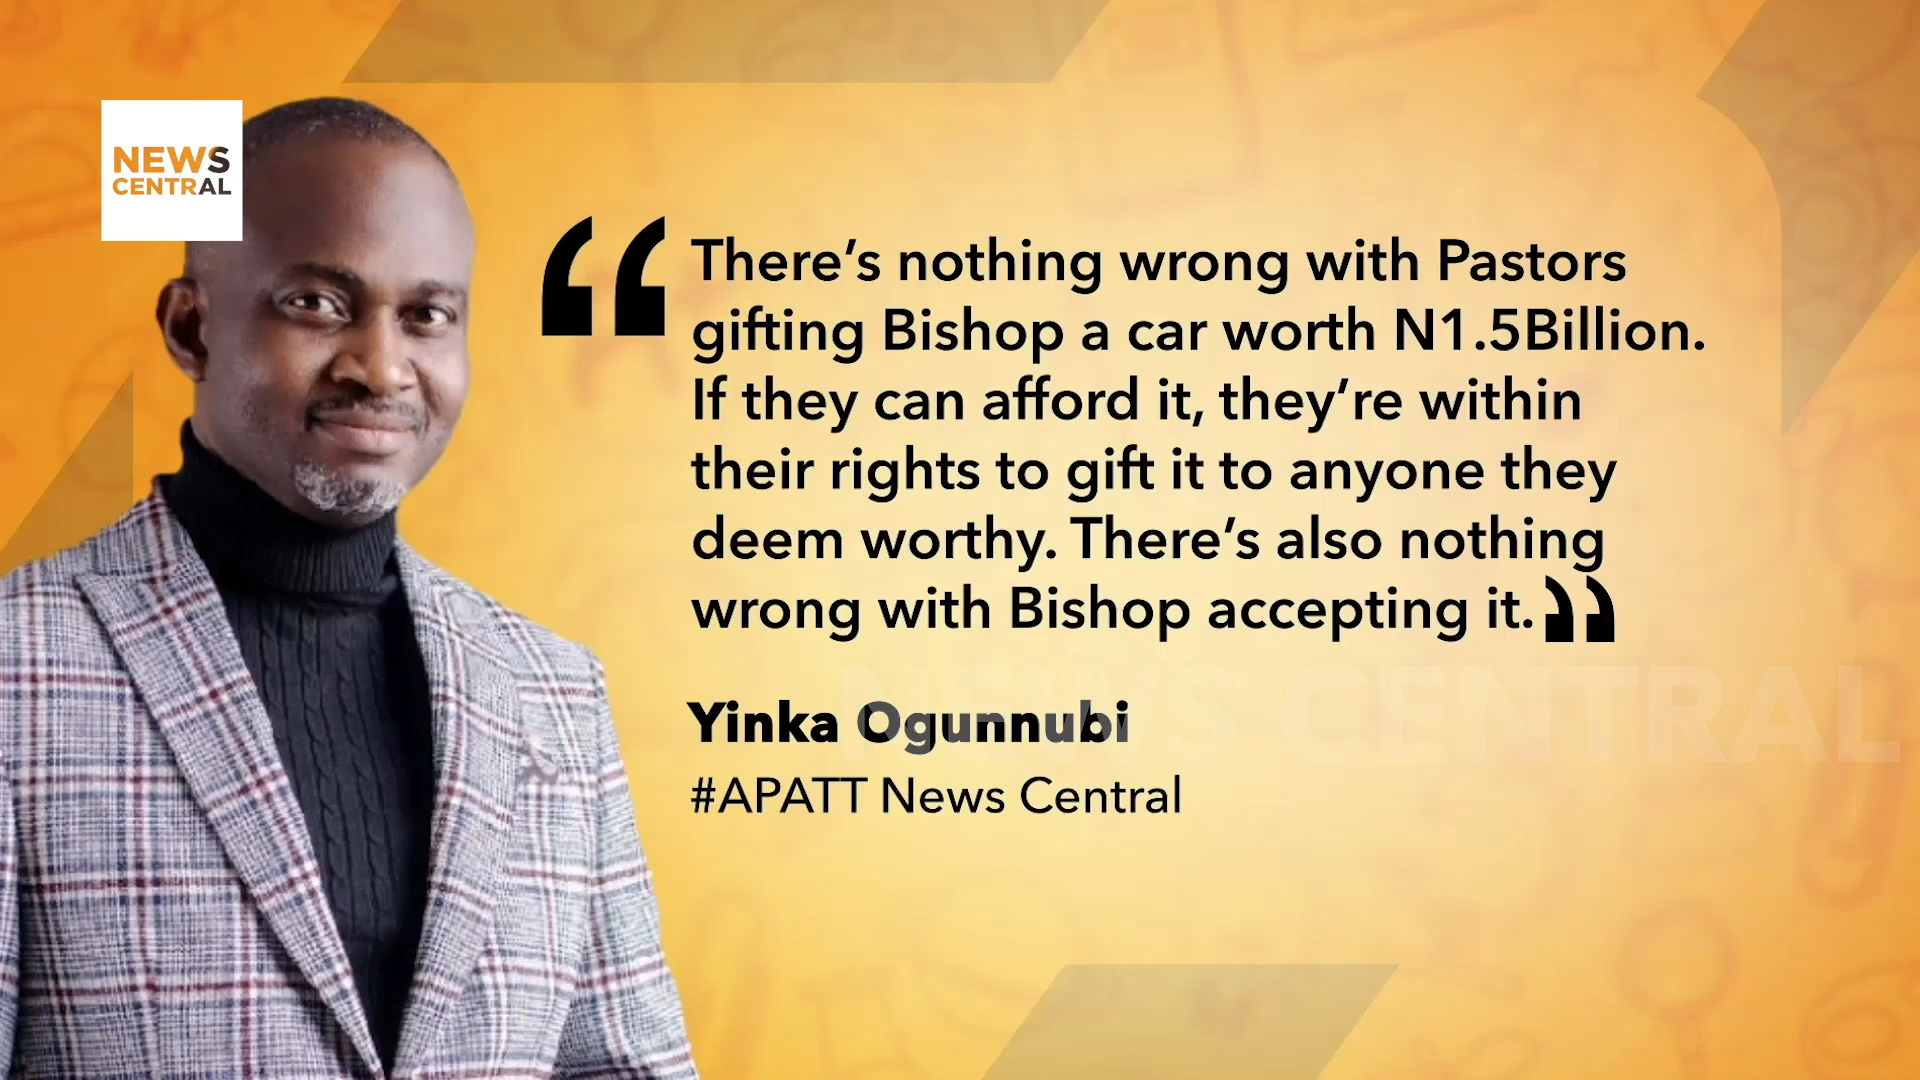 NEWS
CENTRAL
“There’s nothing wrong with Pastors
gifting Bishop a car worth N1.5Billion.
If they can afford it, they’re within
their rights to gift it to anyone they
deem worthy. There’s also nothing
wrong with Bishop accepting it.”
Yinka Ogunnubi
NEWS CENTRAL
#APATT News Central